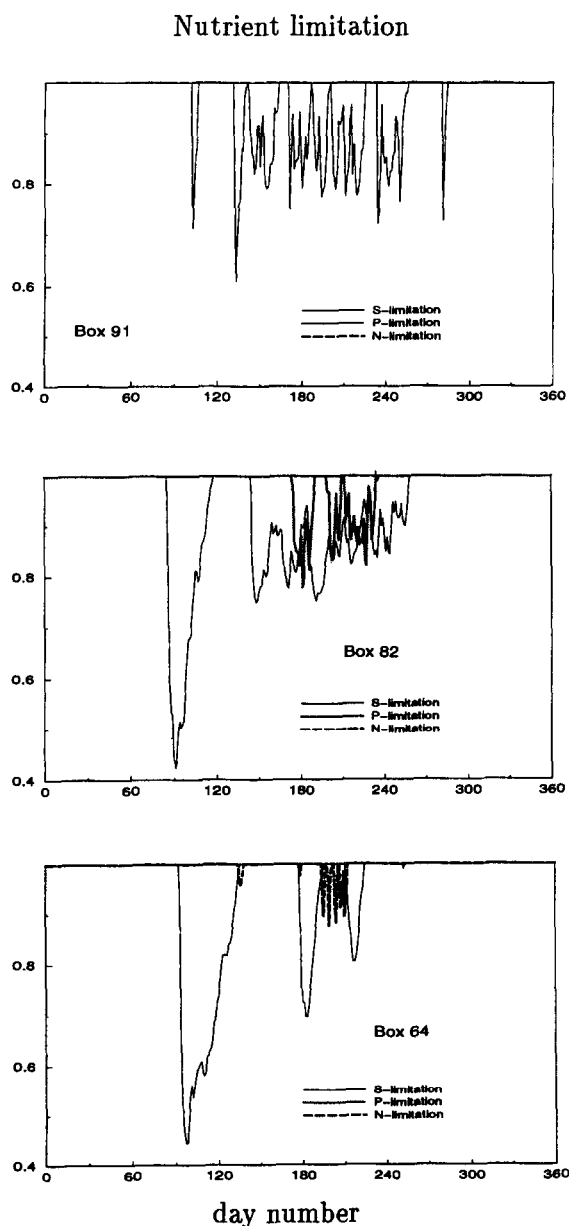 Nutrient limitation
0.8
0.6
0.4
Box 91
S-limitation
P-limitation
N-limitation
0 60 120 180 240 300 360
0.8
0.6
0.4
Box 82
S-limitation
P-limitation
N-limitation
0 60 120 180 240 300 360
0.8
0.6
0.4
Box 64
S-limitation
P-limitation
N-limitation
0 60 120 180 240 300 360
day number